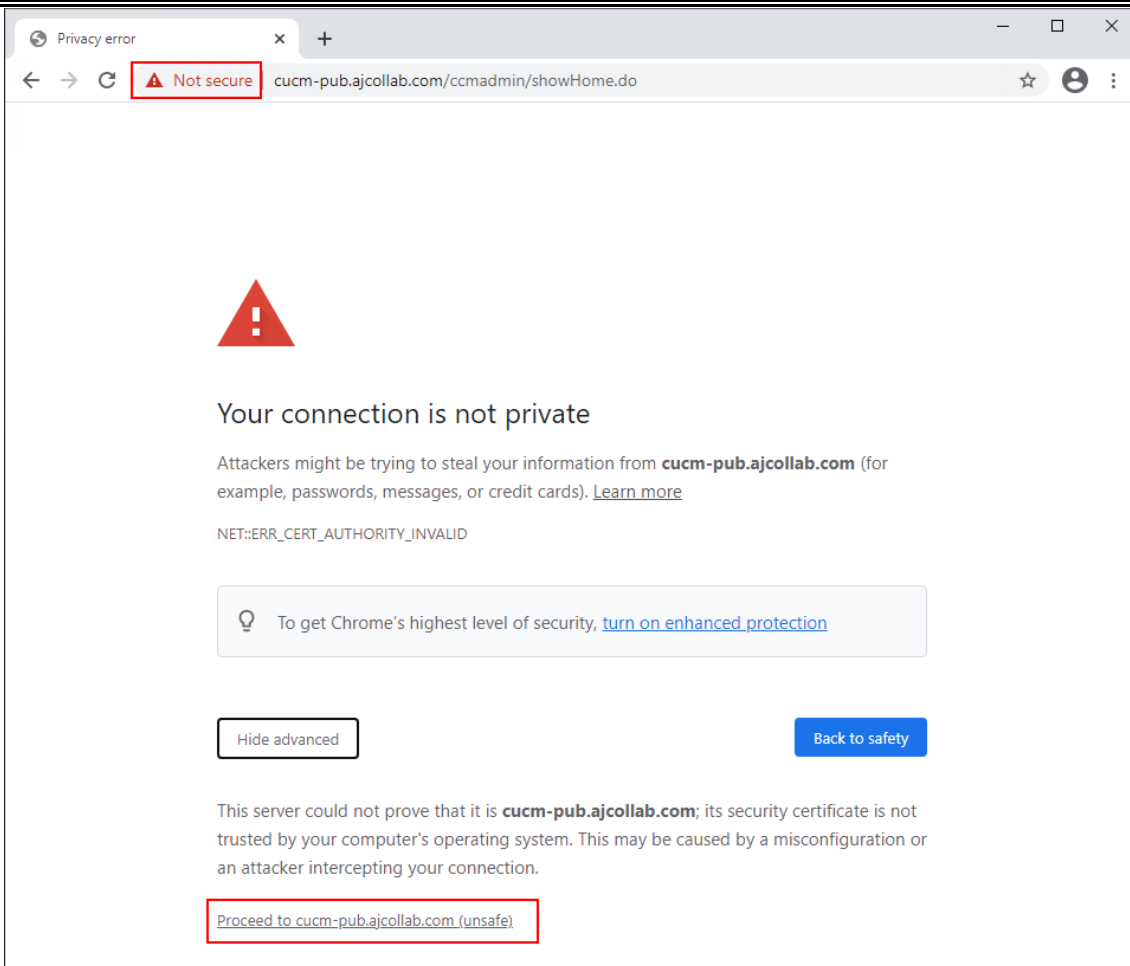 Privacy error
Not secure cucm-pub.ajcollab.com/ccmadmin/showHome.do
Your connection is not private
Attackers might be trying to steal your information from cucm-pub.ajcollab.com (for
example, passwords, messages, or credit cards). Learn more
NET::ERR_CERT_AUTHORITY_INVALID
To get Chrome's highest level of security, turn on enhanced protection
Hide advanced
Back to safety
This server could not prove that it is cucm-pub.ajcollab.com; its security certificate is not
trusted by your computer's operating system. This may be caused by a misconfiguration or
an attacker intercepting your connection.
Proceed to cucm-pub.ajcollab.com (unsafe)